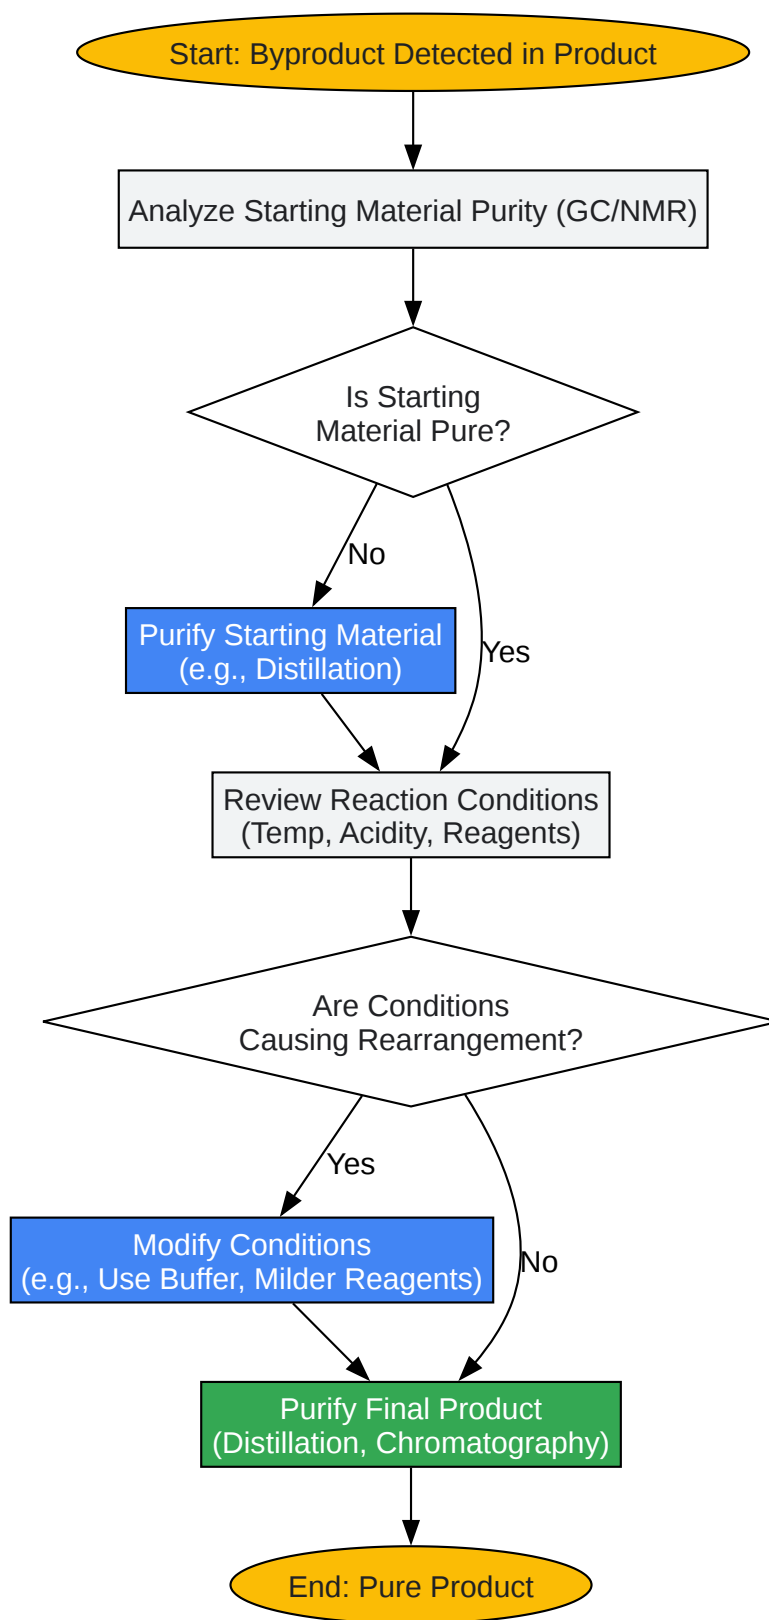 Start: Byproduct Detected in Product
Analyze Starting Material Purity (GC/NMR)
Is Starting
Material Pure?
No
Yes
Purify Starting Material
(e.g., Distillation)
Review Reaction Conditions
(Temp, Acidity, Reagents)
Are Conditions
Causing Rearrangement?
Yes
No
Modify Conditions
(e.g., Use Buffer, Milder Reagents)
Purify Final Product
(Distillation, Chromatography)
End: Pure Product